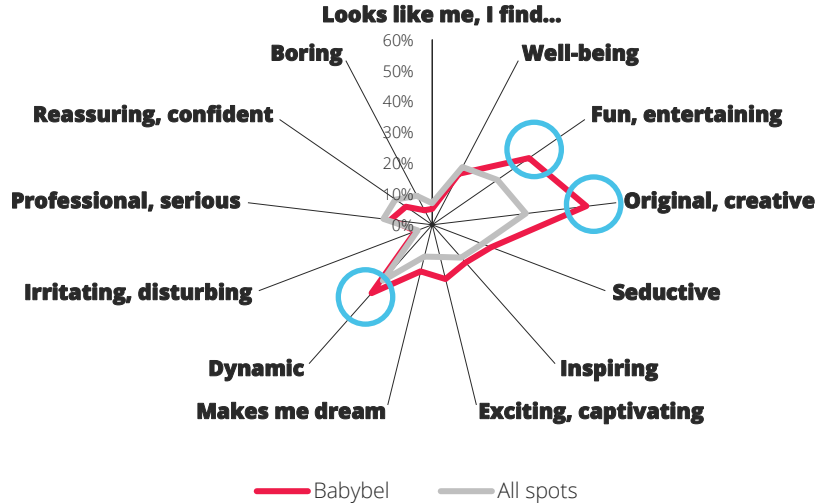 Looks like me, I find...
60%
Boring
Well-being
50%
40%
Reassuring, confident
Fun, entertaining
30%
20%
Professional, serious
10%
Original, creative
0%
Irritating, disturbing
Seductive
Dynamic
Inspiring
Makes me dream
Exciting, captivating
Babybel
All spots